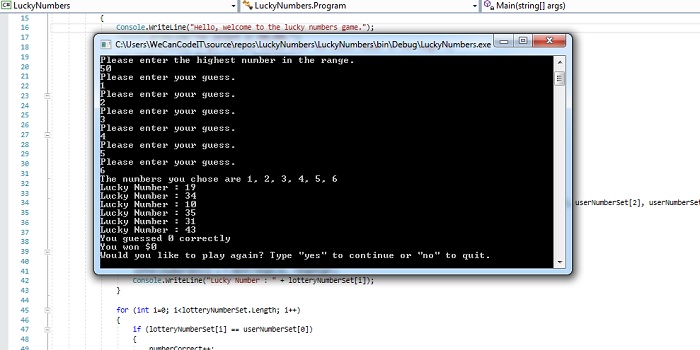 LuckyNumbers
LuckyNumbers.Program
Main(string[] args)
15 {
16 Console.WriteLine("Hello, welcome to the lucky numbers game.");
17
18
19
20
21
22
23
24
25
26
27
28
29
30
31
32
33
34 userNumberSet[2], userNumberSet
35
36
37
38
39
40
41
42 Console.WriteLine("Lucky Number : " + lotteryNumberSet[i]);
43 }
44
45 for (int i=0; i<lotteryNumberSet.Length; i++)
46 {
47 if (lotteryNumberSet[i] == userNumberSet[0])
48 {
49 numberCorrect++;
C:\Users\WeCanCodeIT\source\repos\LuckyNumbers\LuckyNumbers\bin\Debug\LuckyNumbers.exe
Please enter the highest number in the range.
50
Please enter your guess.
1
Please enter your guess.
2
Please enter your guess.
3
Please enter your guess.
4
Please enter your guess.
5
Please enter your guess.
6
The numbers you chose are 1, 2, 3, 4, 5, 6
Lucky Number : 19
Lucky Number : 34
Lucky Number : 10
Lucky Number : 35
Lucky Number : 31
Lucky Number : 43
You guessed 0 correctly
You won $0
Would you like to play again? Type "yes" to continue or "no" to quit.